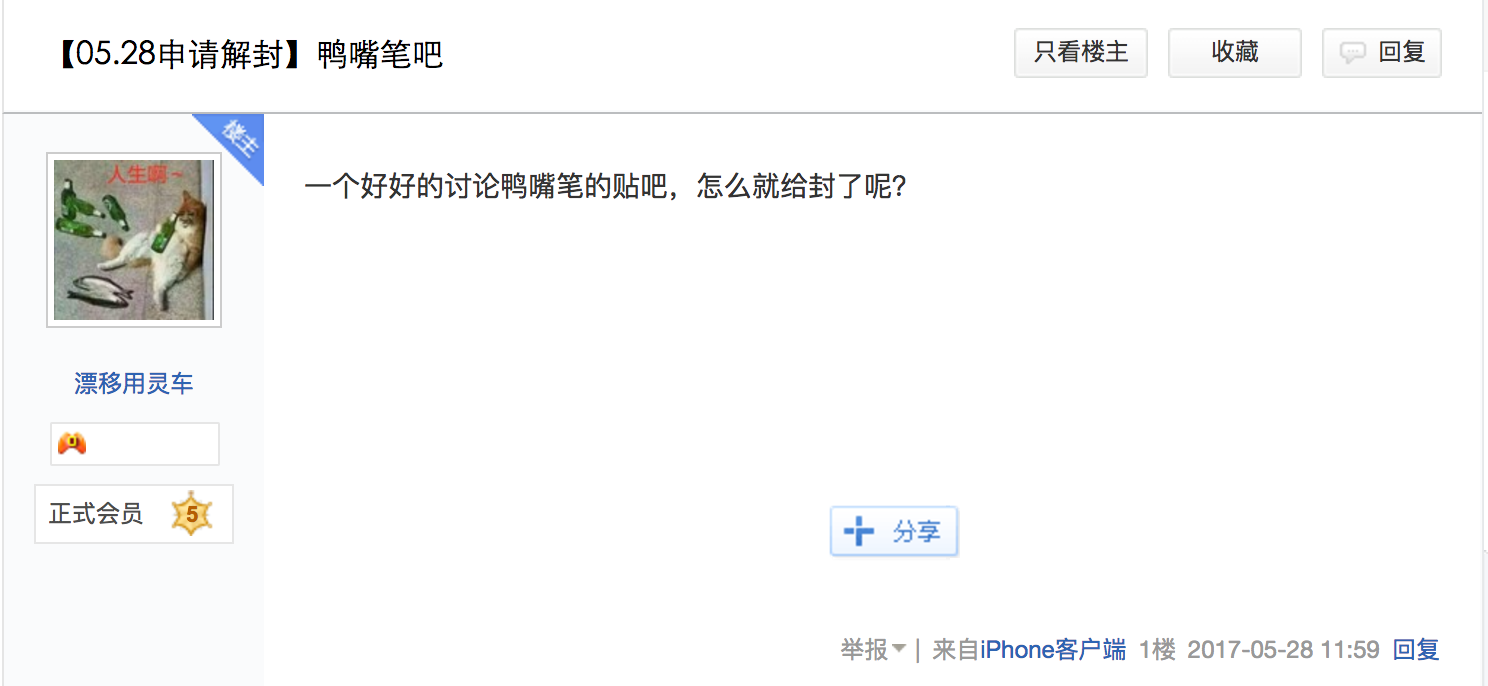 【05.28申请解封】鸭嘴笔吧
只看楼主
收藏
回复
楼主
人生啊~
一个好好的讨论鸭嘴笔的贴吧，怎么就给封了呢？
漂移用灵车
0
正式会员 5
分享
举报 | 来自iPhone客户端 1楼 2017-05-28 11:59 回复